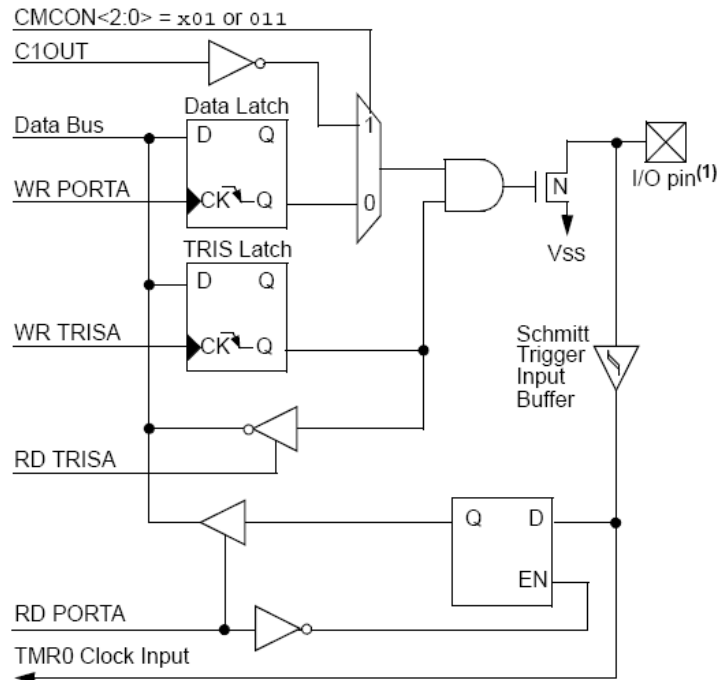 CMCON<2:0> = x01 or 011
C1OUT
Data Latch
Data Bus
D Q
1
WR PORTA
CK Q
0
N
I/O pin(1)
Vss
TRIS Latch
D Q
WR TRISA
CK Q
Schmitt
Trigger
Input
Buffer
RD TRISA
Q D
EN
RD PORTA
TMR0 Clock Input